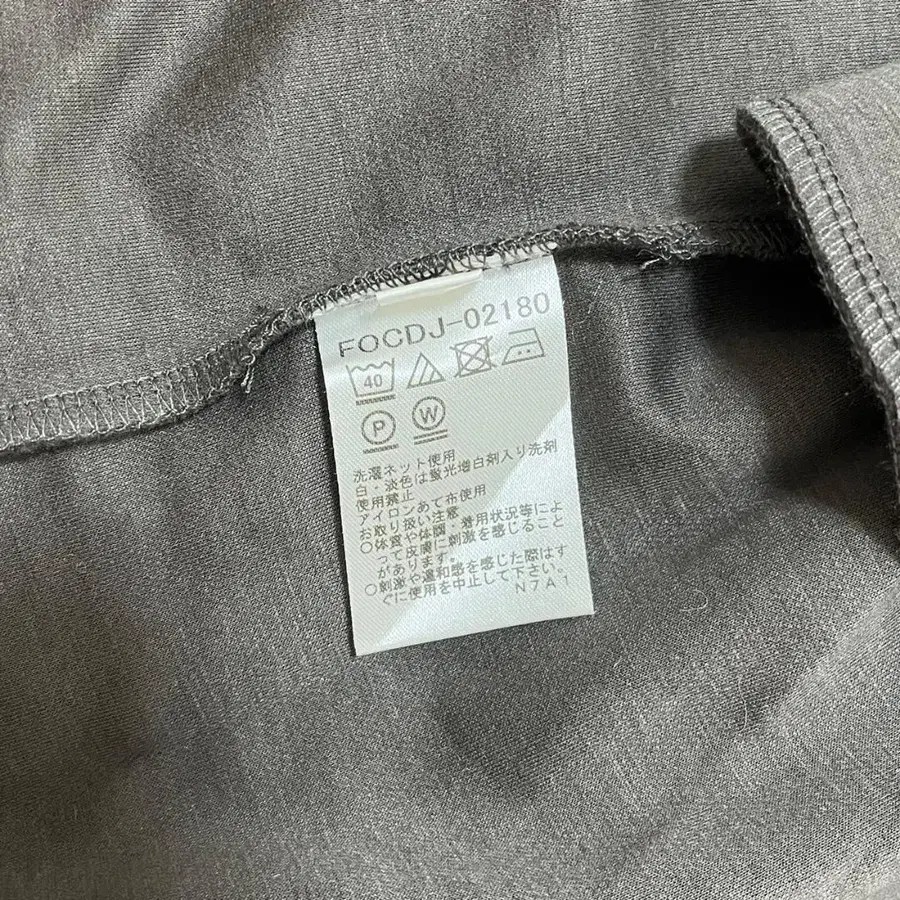 FOCDJ-02180
40
P W
洗濯ネット使用
白・淡色は蛍光増白剤入り洗剤
使用禁止
アイロンあて布使用
お取り扱い注意
○体質や体調・着用状況等によ
って皮膚に刺激を感じること
があります。
○刺激や違和感を感じた際はす
ぐに使用を中止して下さい。
N7A1